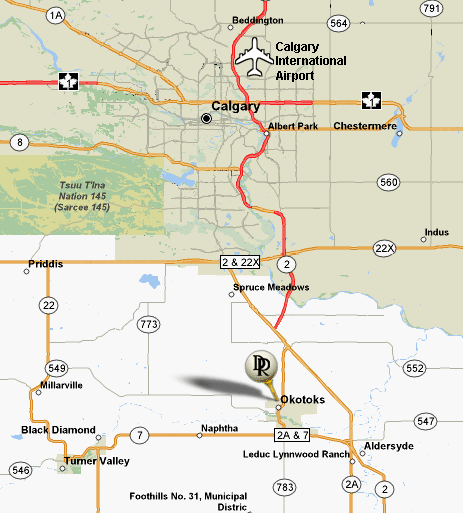 791
Beddington
1A
564
Calgary
International
Airport
1
1
Calgary
Albert Park
Chestermere
8
Tsuu T'Ina
Nation 145
(Sarcee 145)
560
Indus
22X
Priddis
2 & 22X
2
Spruce Meadows
22
773
549
552
DR
Millarville
Okotoks
547
Black Diamond
7
Naphtha
2A & 7
Aldersyde
546
Turner Valley
Leduc Lynnwood Ranch
783
2A
2
Foothills No. 31, Municipal
Distric